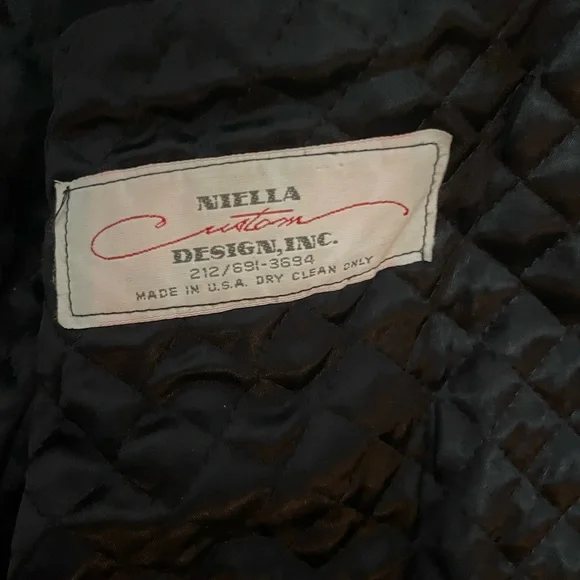 NIELLA
Custom
DESIGN, INC.
212/691-3694
MADE IN U.S.A. DRY CLEAN ONLY